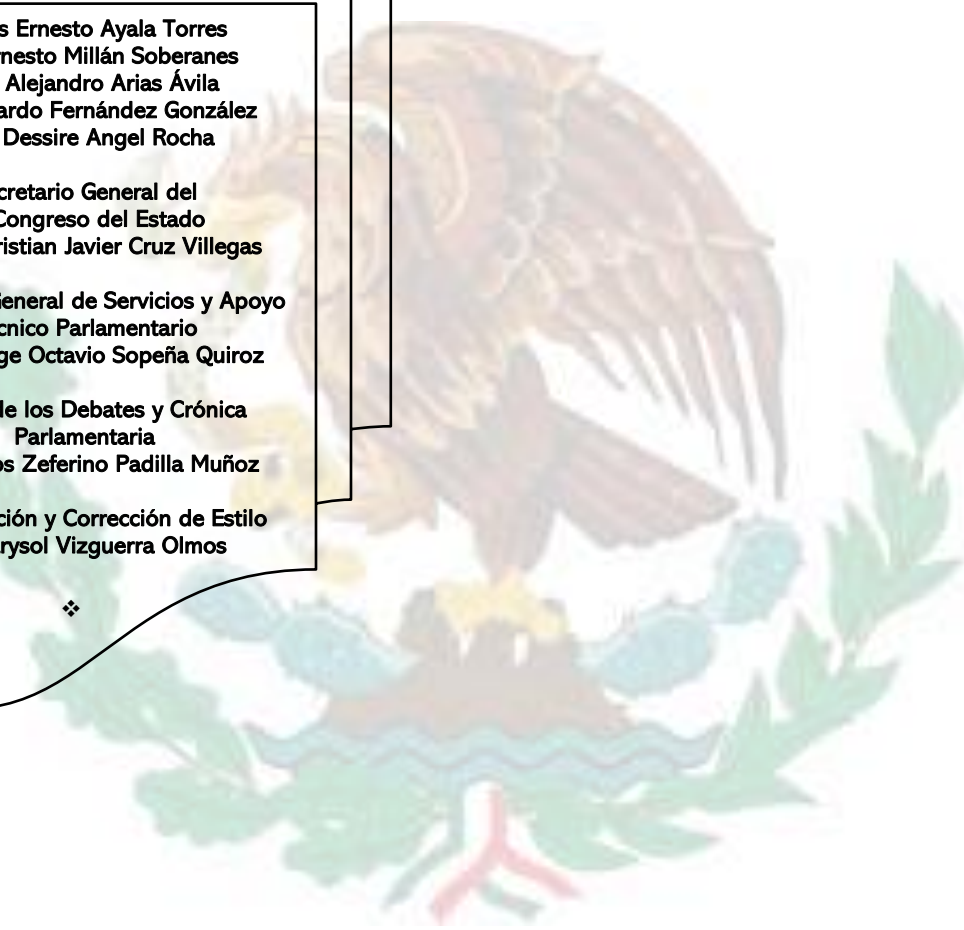 s Ernesto Ayala Torres
rnesto Millán Soberanes
Alejandro Arias Ávila
ardo Fernández González
Dessire Angel Rocha
cretario General del
Congreso del Estado
ristian Javier Cruz Villegas
General de Servicios y Apoyo
cnico Parlamentario
ge Octavio Sopeña Quiroz
de los Debates y Crónica
Parlamentaria
os Zeferino Padilla Muñoz
ción y Corrección de Estilo
rysol Vizguerra Olmos